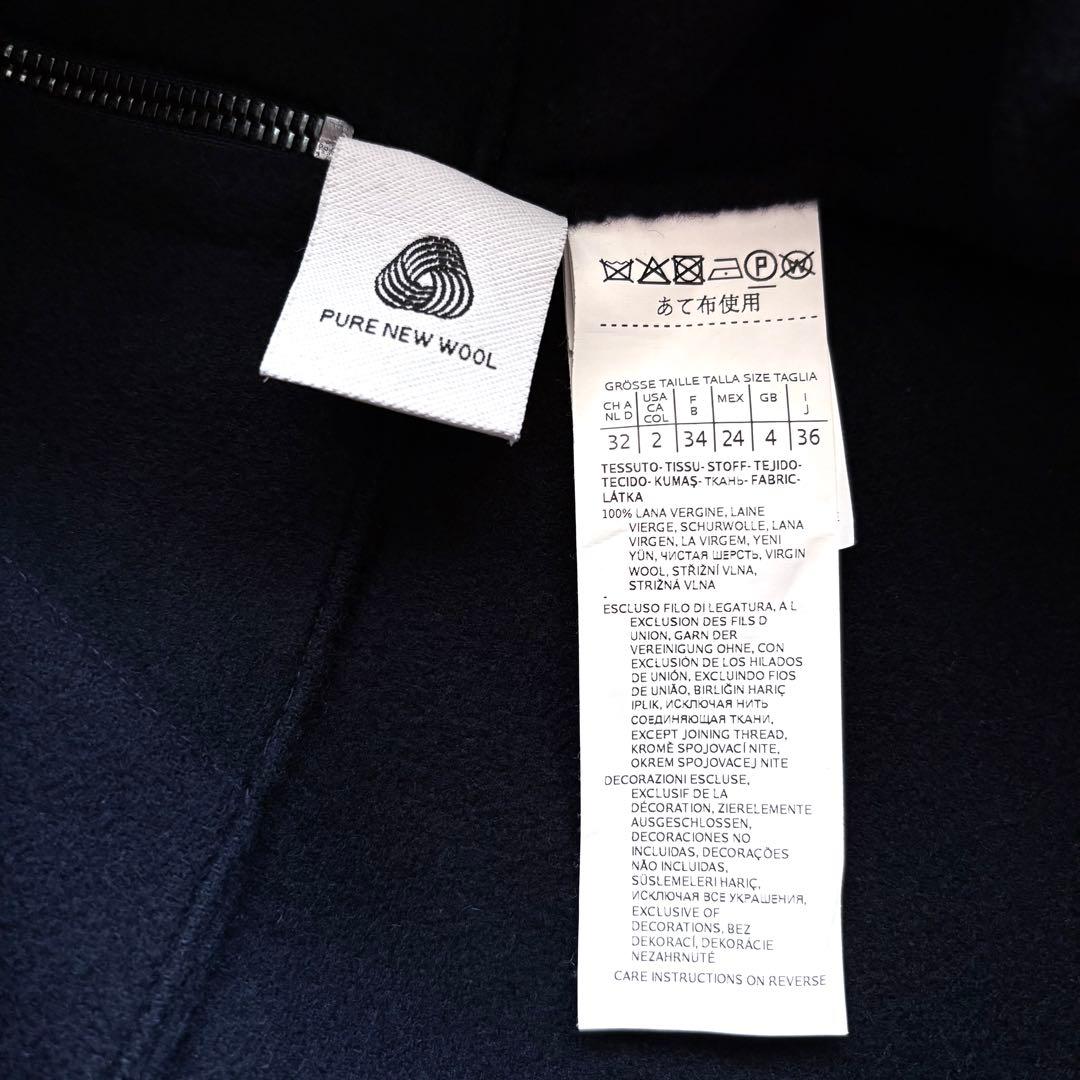 PURE NEW WOOL
あて布使用
GRÖSSE TAILLE TALLA SIZE TAGLIA
CH A NL D USA CA COL F B MEX GB I J
32 2 34 24 4 36
TESSUTO-TISSU-STOFF-TEJIDO-
TECIDO-KUMAŞ-ТКАНЬ-FABRIC-
LÁTKA
100% LANA VERGINE, LAINE
VIERGE, SCHURWOLLE, LANA
VIRGEN, LA VIRGEM, YENI
YÜN, ЧИСТАЯ ШЕРСТЬ, VIRGIN
WOOL, STŘIŽNÍ VLNA,
STRIŽNÁ VLNA
-
ESCLUSO FILO DI LEGATURA, A L
EXCLUSION DES FILS D
UNION, GARN DER
VEREINIGUNG OHNE, CON
EXCLUSIÓN DE LOS HILADOS
DE UNIÓN, EXCLUINDO FIOS
DE UNIÃO, BIRLIĞIN HARIÇ
IPLIK, ИСКЛЮЧАЯ НИТЬ
СОЕДИНЯЮЩАЯ ТКАНИ,
EXCEPT JOINING THREAD,
KROMĚ SPOJOVACÍ NITE,
OKREM SPOJOVACEJ NITE
DECORAZIONI ESCLUSE,
EXCLUSIF DE LA
DÉCORATION, ZIERELEMENTE
AUSGESCHLOSSEN,
DECORACIONES NO
INCLUIDAS, DECORAÇÕES
NÃO INCLUIDAS,
SÜSLEMELERI HARIÇ,
ИСКЛЮЧАЯ ВСЕ УКРАШЕНИЯ,
EXCLUSIVE OF
DECORATIONS, BEZ
DEKORACÍ, DEKORÁCIE
NEZAHRNUTÉ
CARE INSTRUCTIONS ON REVERSE